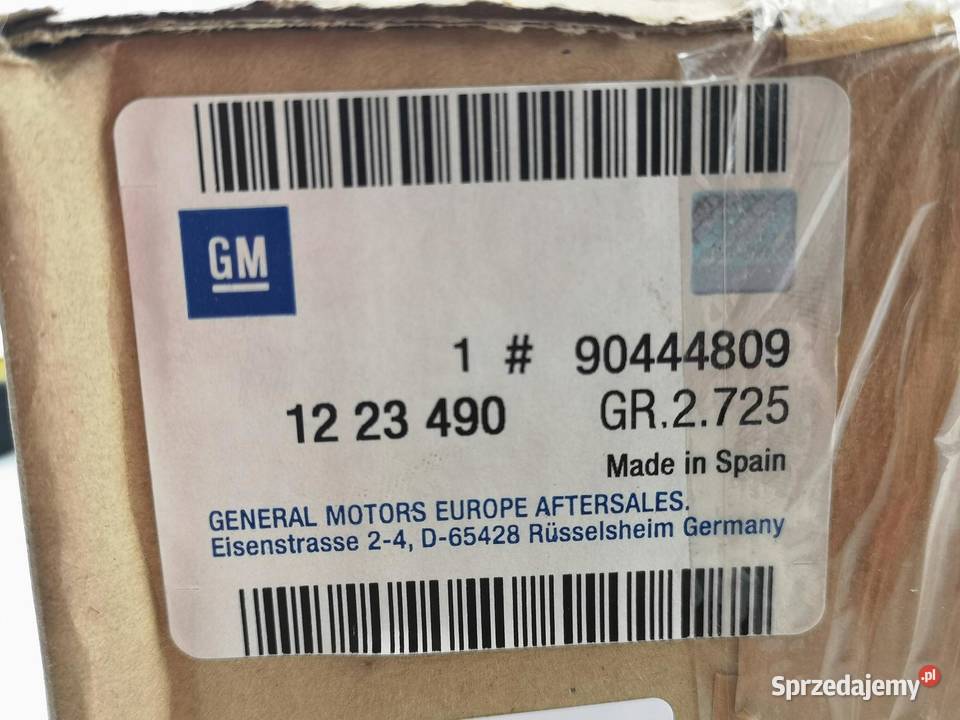 GM
1 # 90444809
12 23 490 GR.2.725
Made in Spain
GENERAL MOTORS EUROPE AFTERSALES.
Eisenstrasse 2-4, D-65428 Rüsselsheim Germany
Sprzedajemy.pl